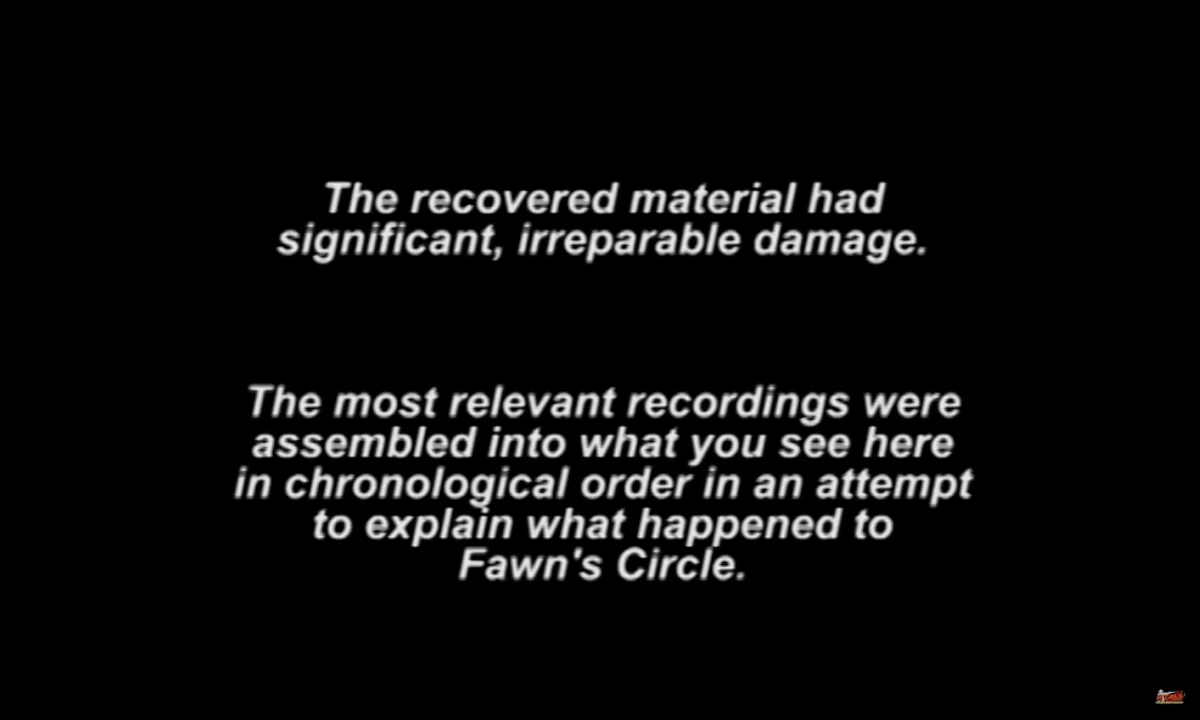 The recovered material had
significant, irreparable damage.
The most relevant recordings were
assembled into what you see here
in chronological order in an attempt
to explain what happened to
Fawn's Circle.